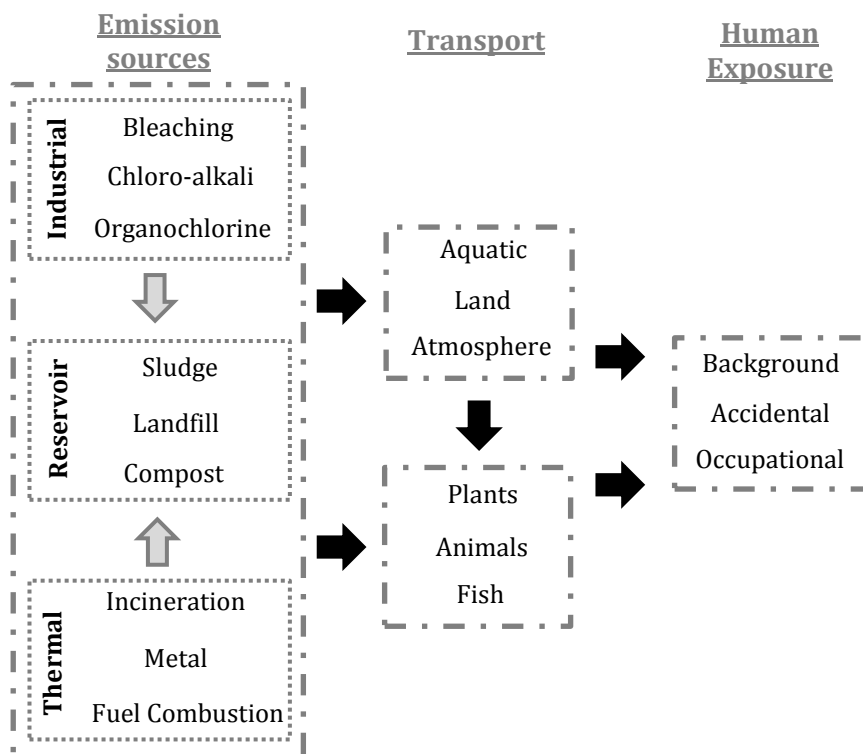 Emission
sources
Transport
Human
Exposure
Industrial
Bleaching
Chloro-alkali
Organochlorine
Reservoir
Sludge
Landfill
Compost
Thermal
Incineration
Metal
Fuel Combustion
Aquatic
Land
Atmosphere
Plants
Animals
Fish
Background
Accidental
Occupational